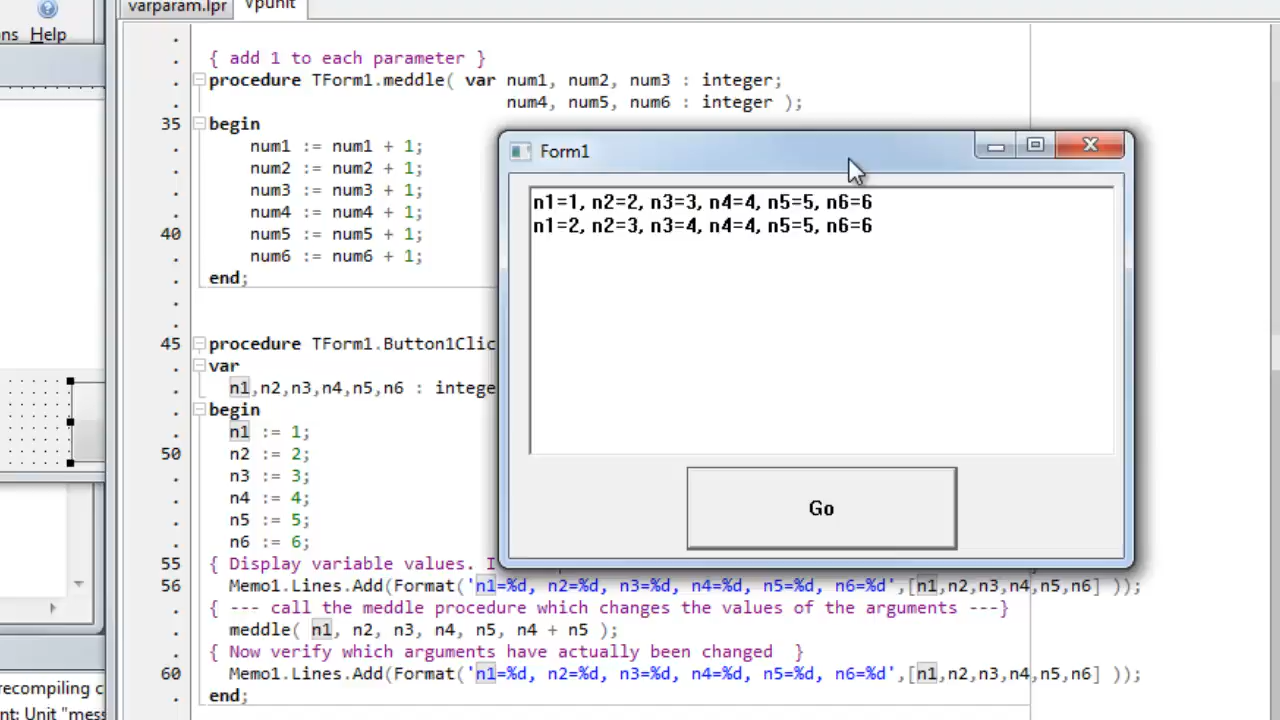 varparam.lpr Vpunit
ns Help
{ add 1 to each parameter }
procedure TForm1.meddle( var num1, num2, num3 : integer;
num4, num5, num6 : integer );
35 begin
num1 := num1 + 1;
num2 := num2 + 1;
num3 := num3 + 1;
num4 := num4 + 1;
40 num5 := num5 + 1;
num6 := num6 + 1;
end;
45 procedure TForm1.Button1Clic
var
n1,n2,n3,n4,n5,n6 : intege
begin
n1 := 1;
50 n2 := 2;
n3 := 3;
n4 := 4;
n5 := 5;
n6 := 6;
55 { Display variable values. I
56 Memo1.Lines.Add(Format('n1=%d, n2=%d, n3=%d, n4=%d, n5=%d, n6=%d',[n1,n2,n3,n4,n5,n6] ));
{ --- call the meddle procedure which changes the values of the arguments ---}
meddle( n1, n2, n3, n4, n5, n4 + n5 );
{ Now verify which arguments have actually been changed }
60 Memo1.Lines.Add(Format('n1=%d, n2=%d, n3=%d, n4=%d, n5=%d, n6=%d',[n1,n2,n3,n4,n5,n6] ));
end;
Form1
n1=1, n2=2, n3=3, n4=4, n5=5, n6=6
n1=2, n2=3, n3=4, n4=4, n5=5, n6=6
Go
recompiling c
nt: Unit "mess